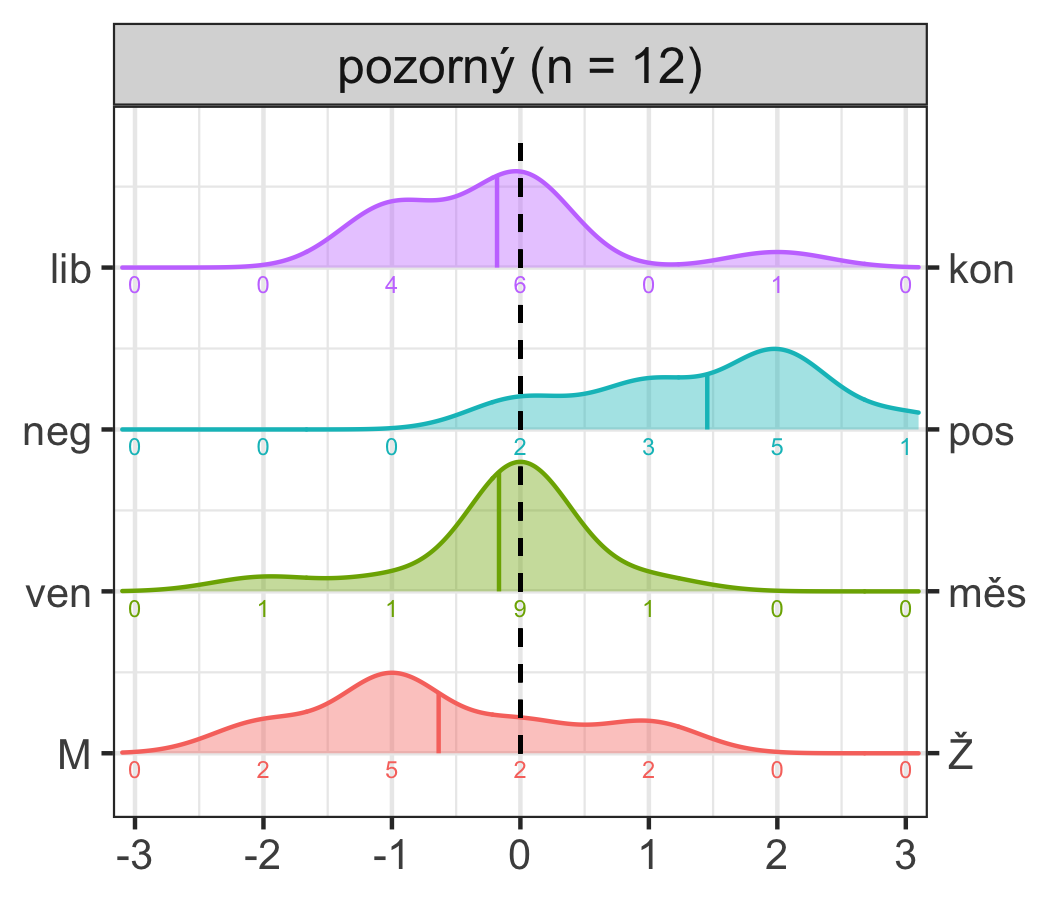 pozorný (n = 12)
lib kon
0 0 4 6 0 1 0
neg pos
0 0 0 2 3 5 1
ven měs
0 1 1 9 1 0 0
M Ž
0 2 5 2 2 0 0
-3 -2 -1 0 1 2 3